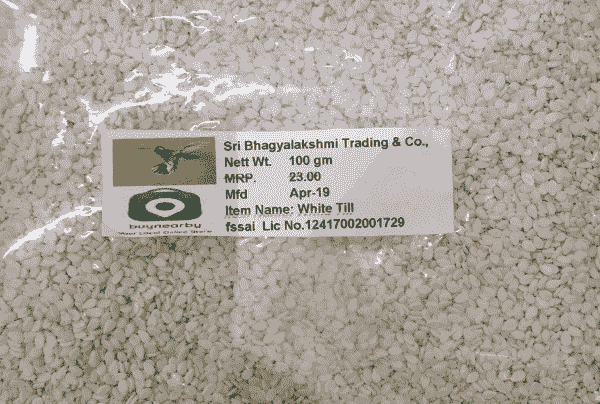 Sri Bhagyalakshmi Trading & Co.,
Nett Wt. 100 gm
MRP. 23.00
Mfd Apr-19
Item Name: White Till
fssai Lic No.12417002001729
buynearby
Your Local Online Store